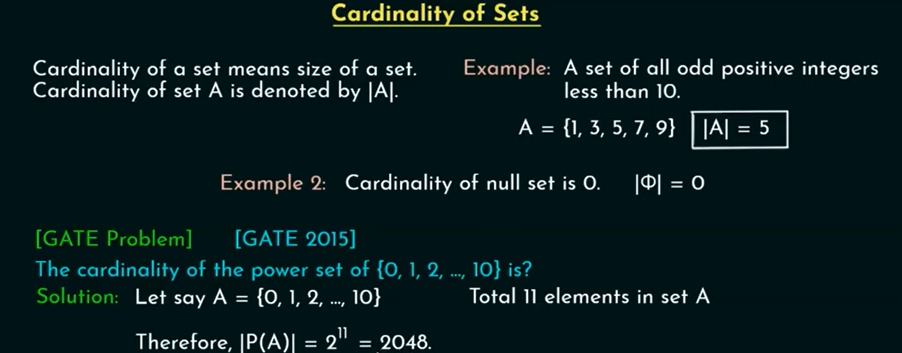 Cardinality of Sets
Cardinality of a set means size of a set.
Cardinality of set A is denoted by |A|.
Example: A set of all odd positive integers
less than 10.
A = {1, 3, 5, 7, 9} |A| = 5
Example 2: Cardinality of null set is 0. |Φ| = 0
[GATE Problem] [GATE 2015]
The cardinality of the power set of {0, 1, 2, ..., 10} is?
Solution: Let say A = {0, 1, 2, ..., 10} Total 11 elements in set A
Therefore, |P(A)| = 2¹¹ = 2048.